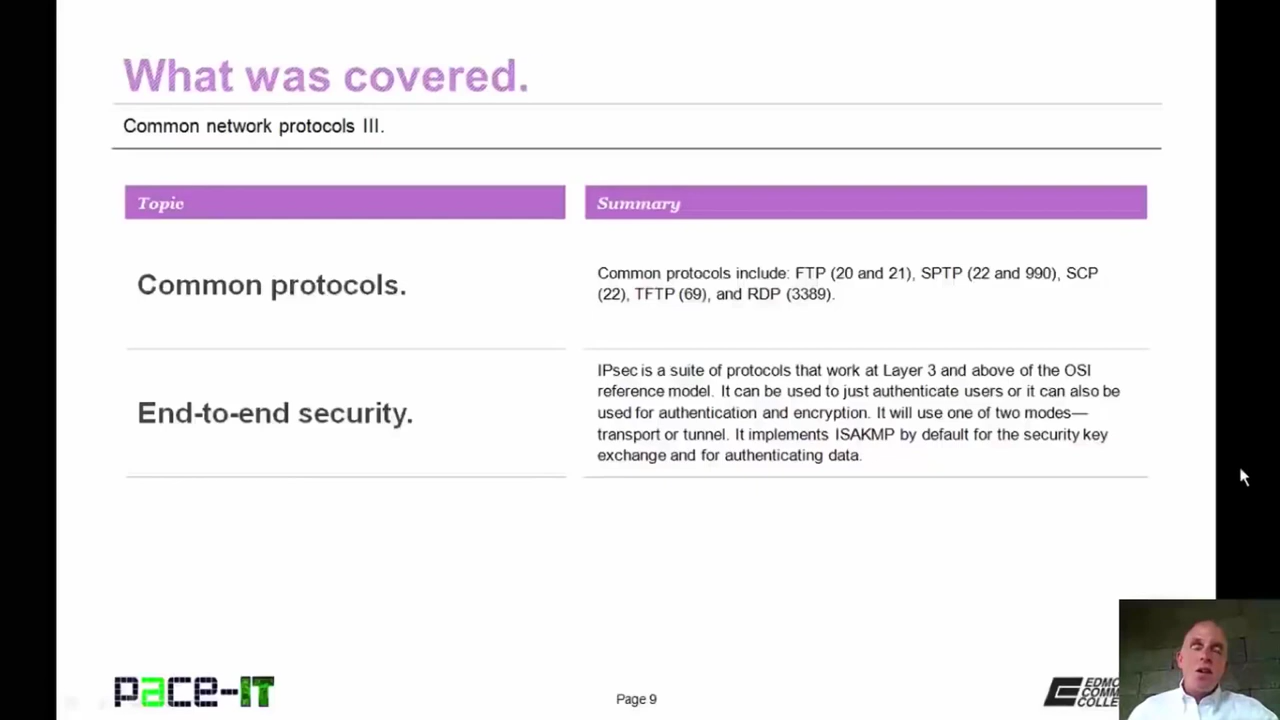 What was covered.
Common network protocols III.
Topic
Summary
Common protocols.
Common protocols include: FTP (20 and 21), SPTP (22 and 990), SCP
(22), TFTP (69), and RDP (3389).
End-to-end security.
IPsec is a suite of protocols that work at Layer 3 and above of the OSI
reference model. It can be used to just authenticate users or it can also be
used for authentication and encryption. It will use one of two modes—
transport or tunnel. It implements ISAKMP by default for the security key
exchange and for authenticating data.
pace-IT
Page 9